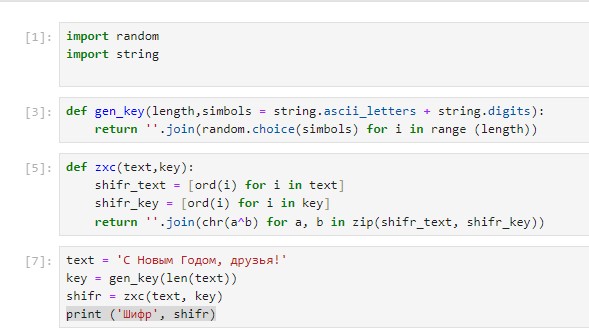 [1]: import random
import string
[3]: def gen_key(length,simbols = string.ascii_letters + string.digits):
return ''.join(random.choice(simbols) for i in range (length))
[5]: def zxc(text,key):
shifr_text = [ord(i) for i in text]
shifr_key = [ord(i) for i in key]
return ''.join(chr(a^b) for a, b in zip(shifr_text, shifr_key))
[7]: text = 'С Новым Годом, друзья!'
key = gen_key(len(text))
shifr = zxc(text, key)
print ('Шифр', shifr)